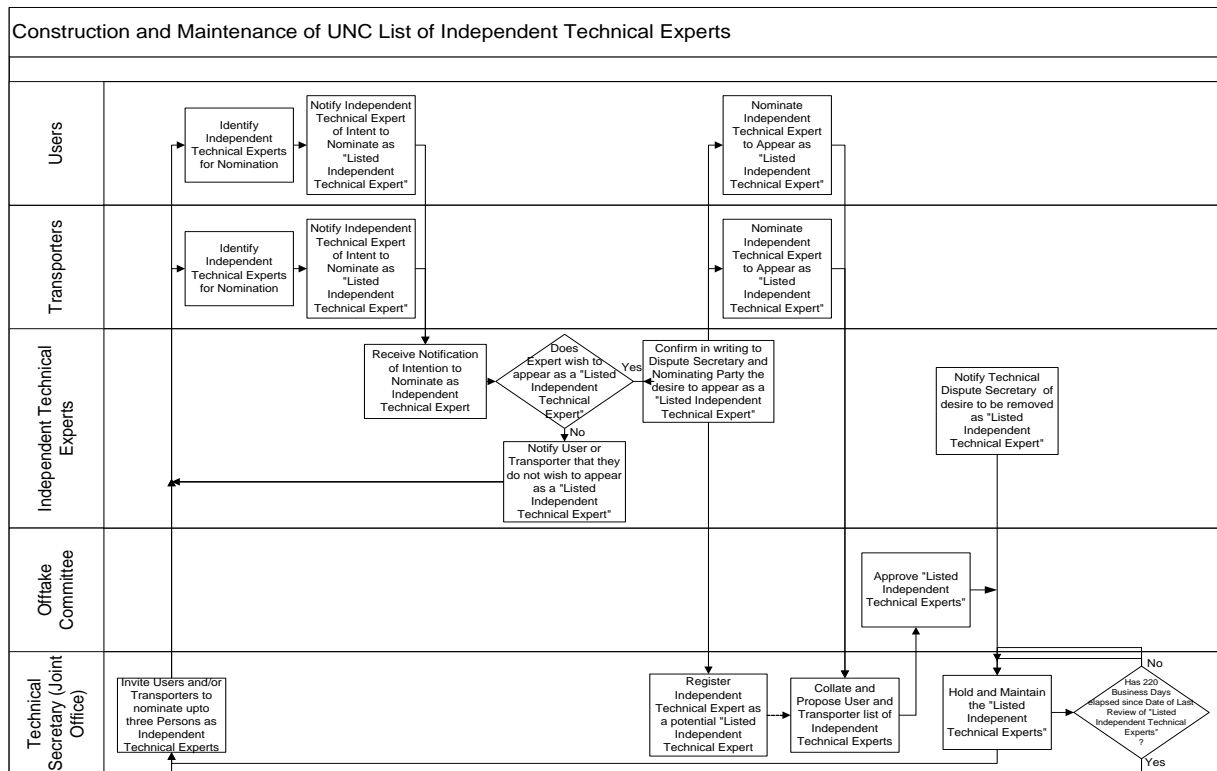 Construction and Maintenance of UNC List of Independent Technical Experts
Users
Identify
Independent
Technical Experts
for Nomination
Notify Independent
Technical Expert
of Intent to
Nominate as
"Listed
Independent
Technical Expert"
Nominate
Independent
Technical Expert
to Appear as
"Listed
Independent
Technical Expert"
Transporters
Identify
Independent
Technical Experts
for Nomination
Notify Independent
Technical Expert
of Intent to
Nominate as
"Listed
Independent
Technical Expert"
Nominate
Independent
Technical Expert
to Appear as
"Listed
Independent
Technical Expert"
Independent Technical
Experts
Receive Notification
of Intention to
Nominate as
Independent
Technical Expert
Does
Expert wish to
appear as a "Listed
Independent
Technical
Expert"
Yes
No
Confirm in writing to
Dispute Secretary and
Nominating Party the
desire to appear as a
"Listed Independent
Technical Expert"
Notify User or
Transporter that they
do not wish to appear
as a "Listed
Independent
Technical Expert"
Notify Technical
Dispute Secretary of
desire to be removed
as "Listed
Independent
Technical Expert"
Offtake
Committee
Approve "Listed
Independent
Technical Experts"
Technical
Secretary (Joint
Office)
Invite Users and/or
Transporters to
nominate upto
three Persons as
Independent
Technical Experts
Register
Independent
Technical Expert as
a potential "Listed
Independent
Technical Expert
Collate and
Propose User and
Transporter list of
Independent
Technical Experts
Hold and Maintain
the "Listed
Indepenent
Technical Experts"
No
Has 220
Business Days
elapsed since Date of Last
Review of "Listed
Independent Technical
Experts"
?
Yes